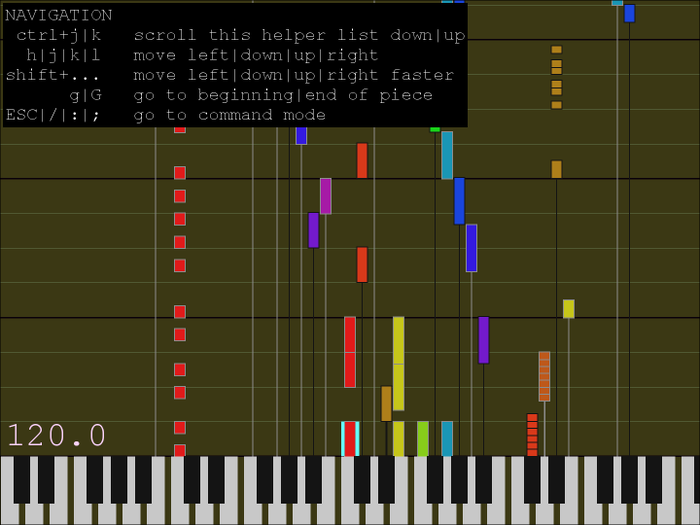 NAVIGATION
ctrl+j|k scroll this helper list down|up
h|j|k|l move left|down|up|right
shift+... move left|down|up|right faster
g|G go to beginning|end of piece
ESC|/|:|; go to command mode
120.0